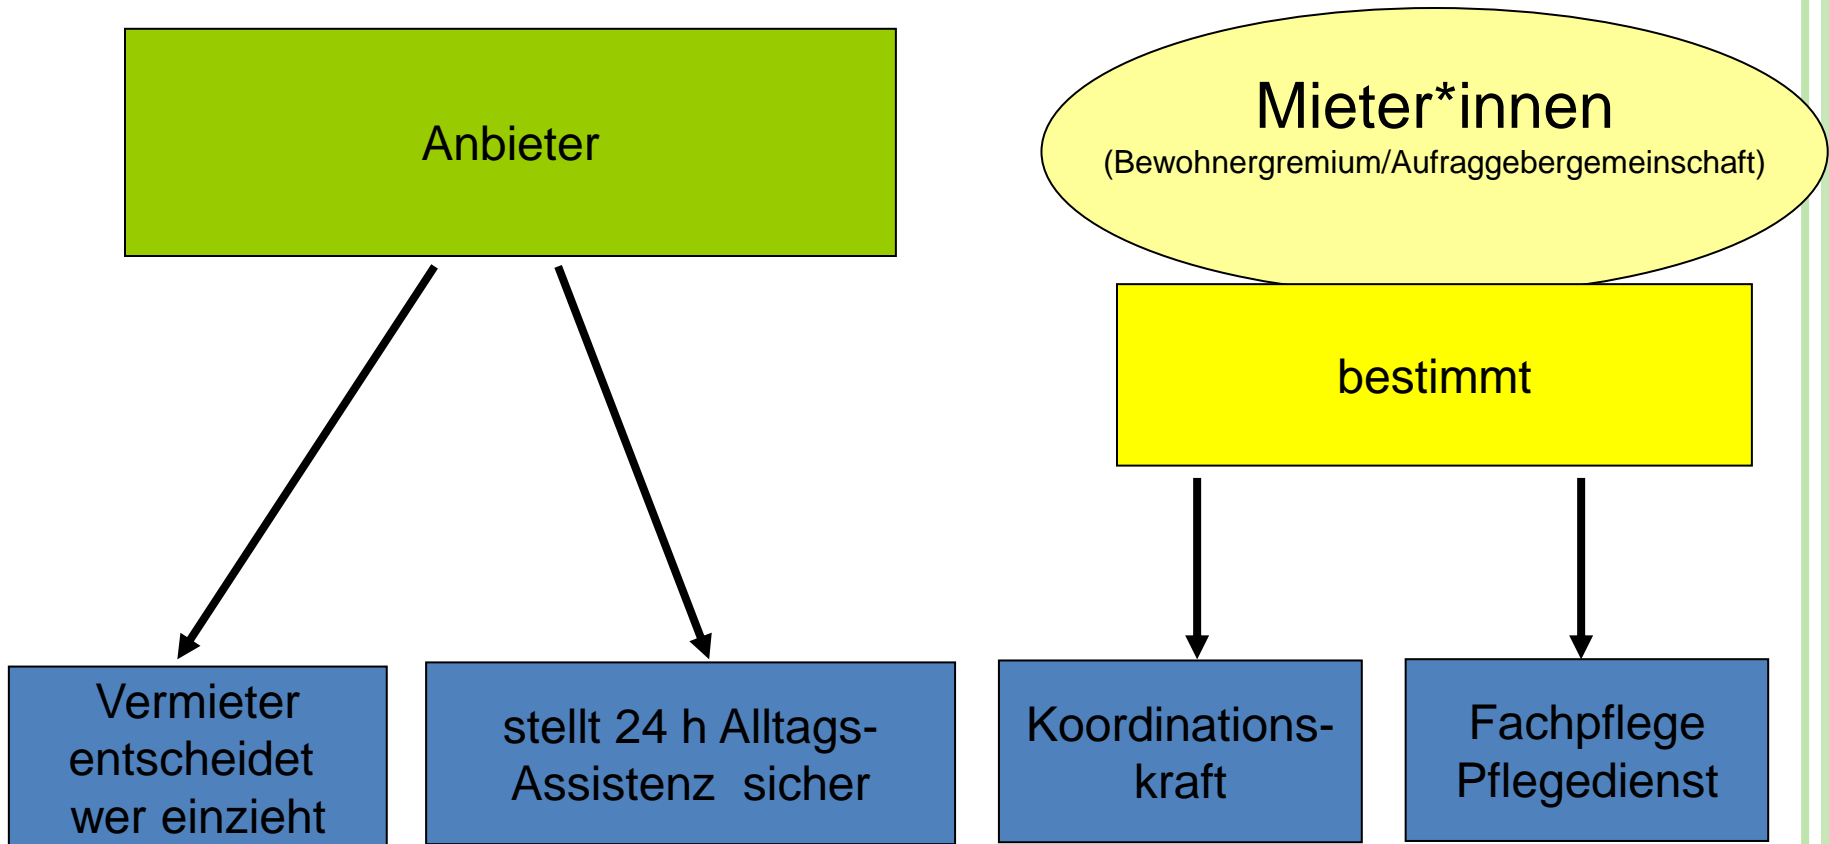 Anbieter
Mieter*innen
(Bewohnergremium/Aufraggebergemeinschaft)
bestimmt
Vermieter
entscheidet
wer einzieht
stellt 24 h Alltags-
Assistenz sicher
Koordinations-
kraft
Fachpflege
Pflegedienst